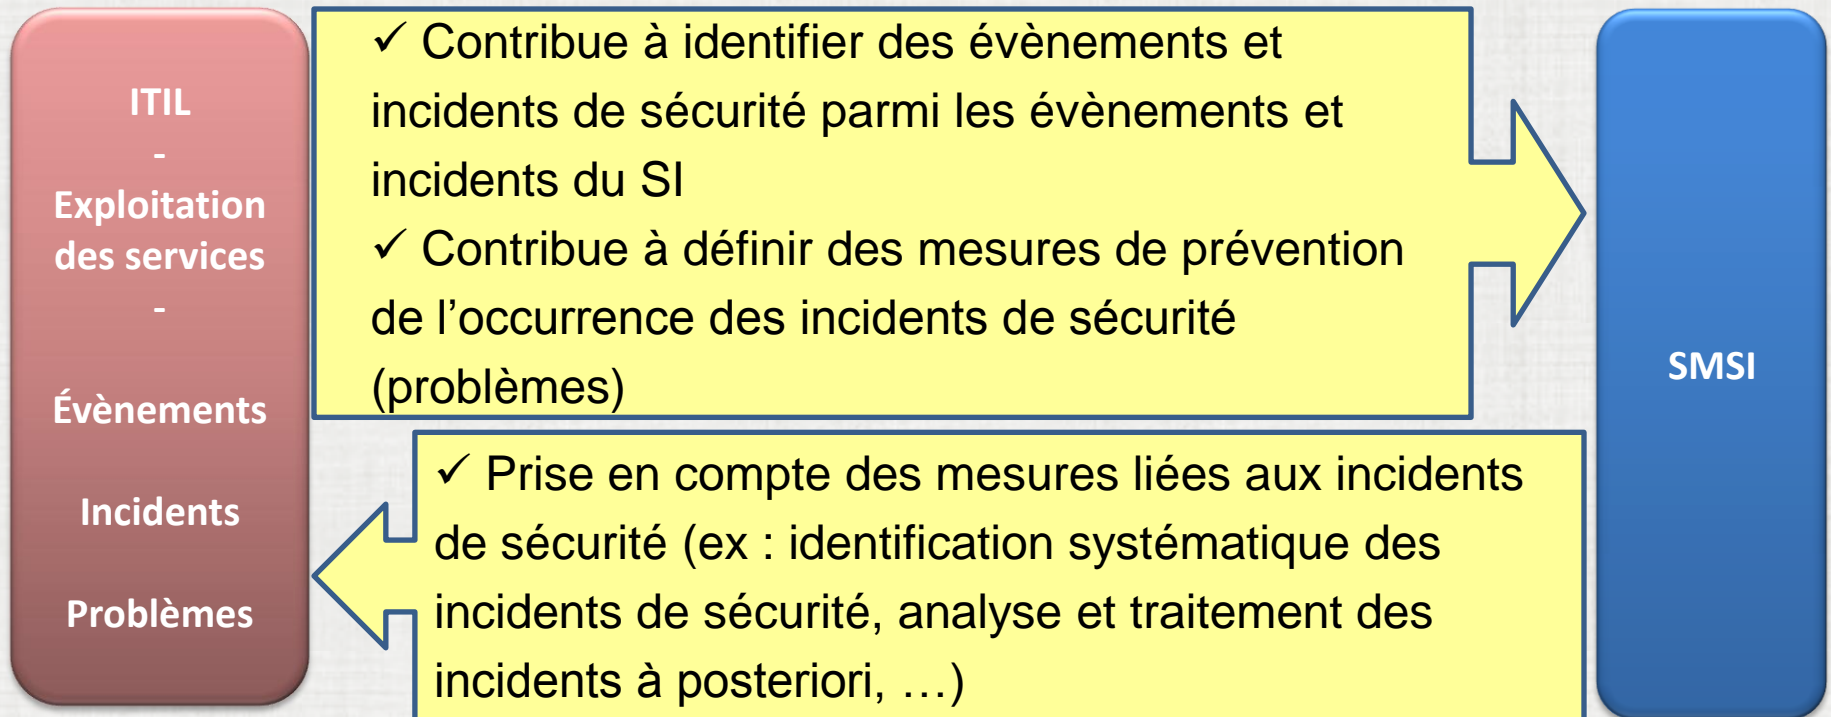 ITIL
-
Exploitation
des services
-
Évènements
Incidents
Problèmes
✓ Contribue à identifier des évènements et
incidents de sécurité parmi les évènements et
incidents du SI
✓ Contribue à définir des mesures de prévention
de l’occurrence des incidents de sécurité
(problèmes)
✓ Prise en compte des mesures liées aux incidents
de sécurité (ex : identification systématique des
incidents de sécurité, analyse et traitement des
incidents à posteriori, …)
SMSI